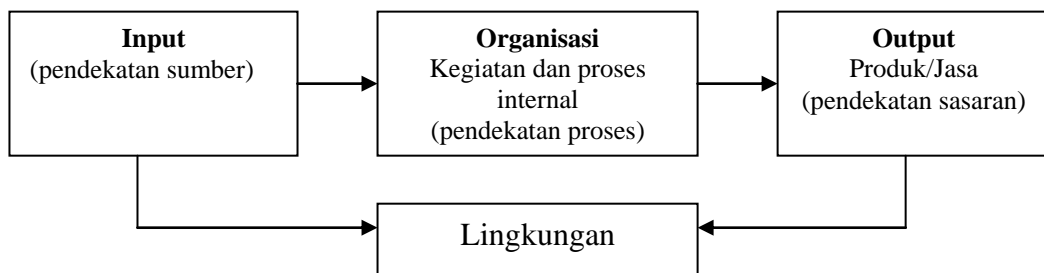 Input
(pendekatan sumber)
Organisasi
Kegiatan dan proses
internal
(pendekatan proses)
Output
Produk/Jasa
(pendekatan sasaran)
Lingkungan